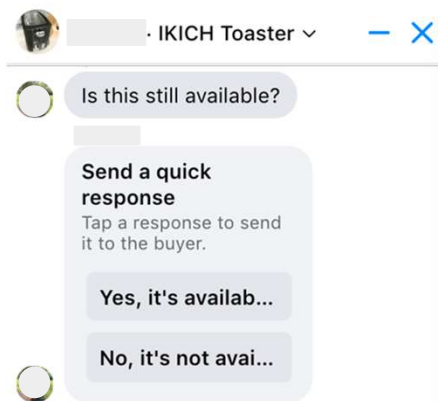 · IKICH Toaster
Is this still available?
Send a quick
response
Tap a response to send
it to the buyer.
Yes, it's availab...
No, it's not avai...